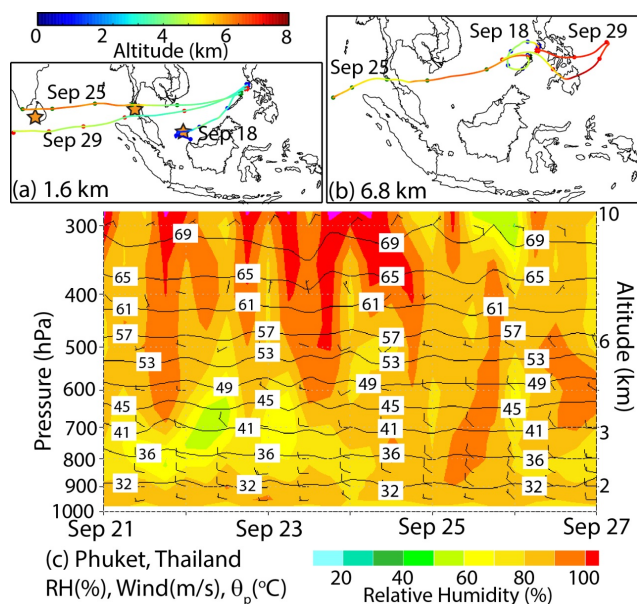 0 2 4 6 8
Altitude (km)
Sep 25
Sep 29
Sep 18
(a) 1.6 km
Sep 18
Sep 29
Sep 25
(b) 6.8 km
300 400 500 600 700 800 900 1000
Pressure (hPa)
69 69 69
65 65 65 65
61 61 61 61
57 57 57 57
53 53 53 53
49 49 49
45 45 45 45
41 41 41 41
36 36 36 36
32 32 32 32
10 6 3 2
Altitude (km)
Sep 21 Sep 23 Sep 25 Sep 27
(c) Phuket, Thailand
RH(%), Wind(m/s), θp(°C)
20 40 60 80 100
Relative Humidity (%)